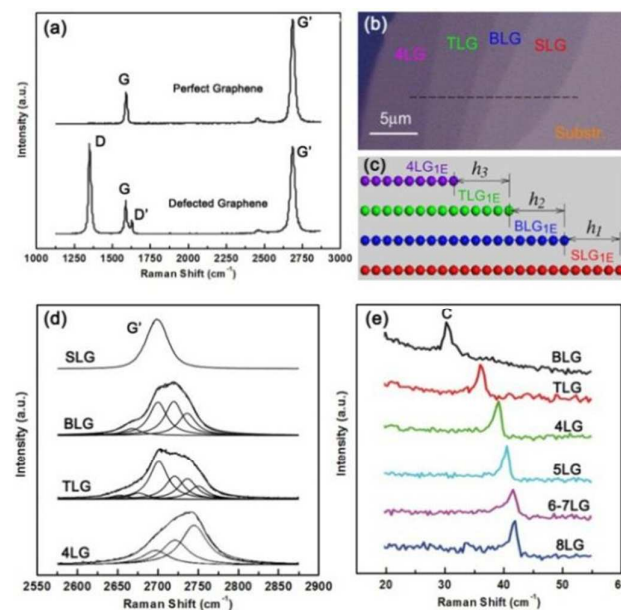 (a)
G'
G
Perfect Graphene
D
G'
G
D'
Defected Graphene
Intensity (a.u.)
1000 1250 1500 1750 2000 2250 2500 2750 3000
Raman Shift (cm-1)
(b)
4LG TLG BLG SLG
5μm
Substr.
(c)
4LG1E h3
TLG1E h2
BLG1E h1
SLG1E
(d)
G'
SLG
BLG
TLG
4LG
Intensity (a.u.)
2550 2600 2650 2700 2750 2800 2850 2900
Raman Shift (cm-1)
(e)
C
BLG
TLG
4LG
5LG
6-7LG
8LG
Intensity (a.u.)
20 30 40 50 60
Raman Shift (cm-1)